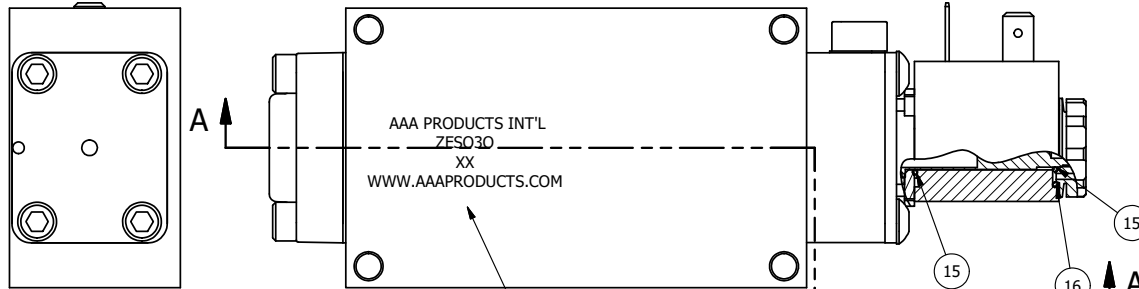 A
AAA PRODUCTS INT'L
ZESO3O
XX
WWW.AAAPRODUCTS.COM
15
15
16
A